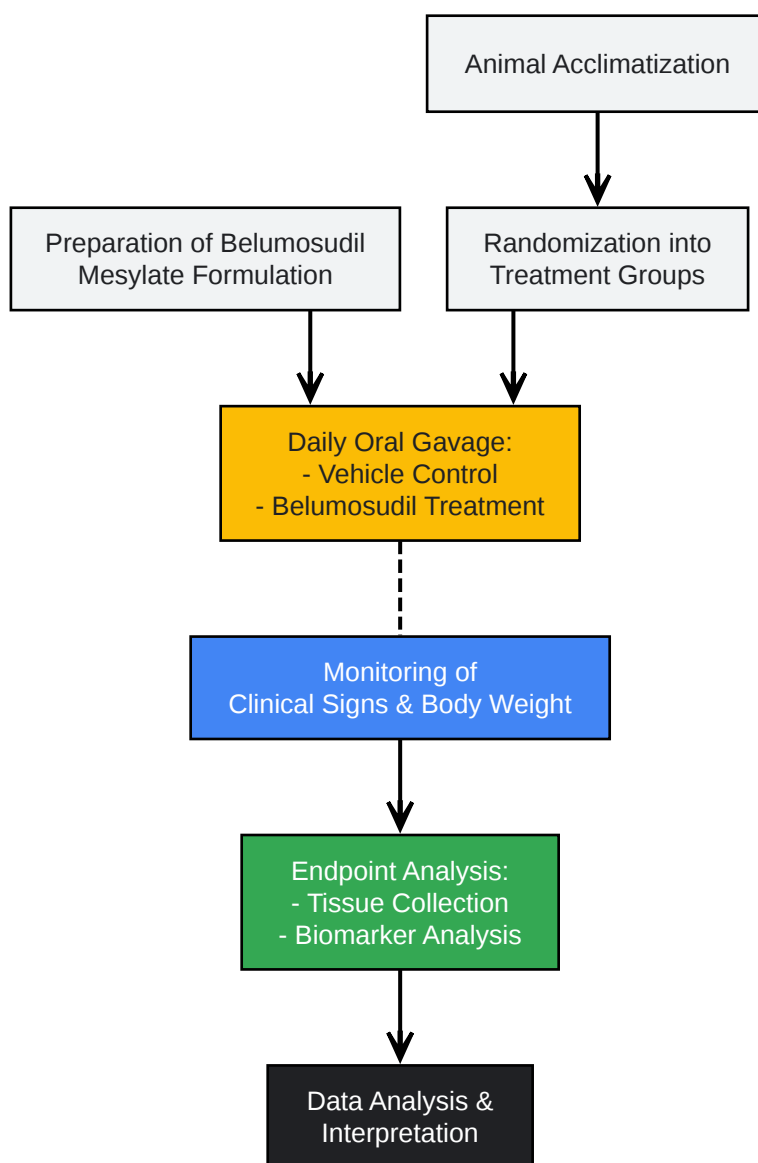 Animal Acclimatization
Preparation of Belumosudil
Mesylate Formulation
Randomization into
Treatment Groups
Daily Oral Gavage:
- Vehicle Control
- Belumosudil Treatment
Monitoring of
Clinical Signs & Body Weight
Endpoint Analysis:
- Tissue Collection
- Biomarker Analysis
Data Analysis &
Interpretation